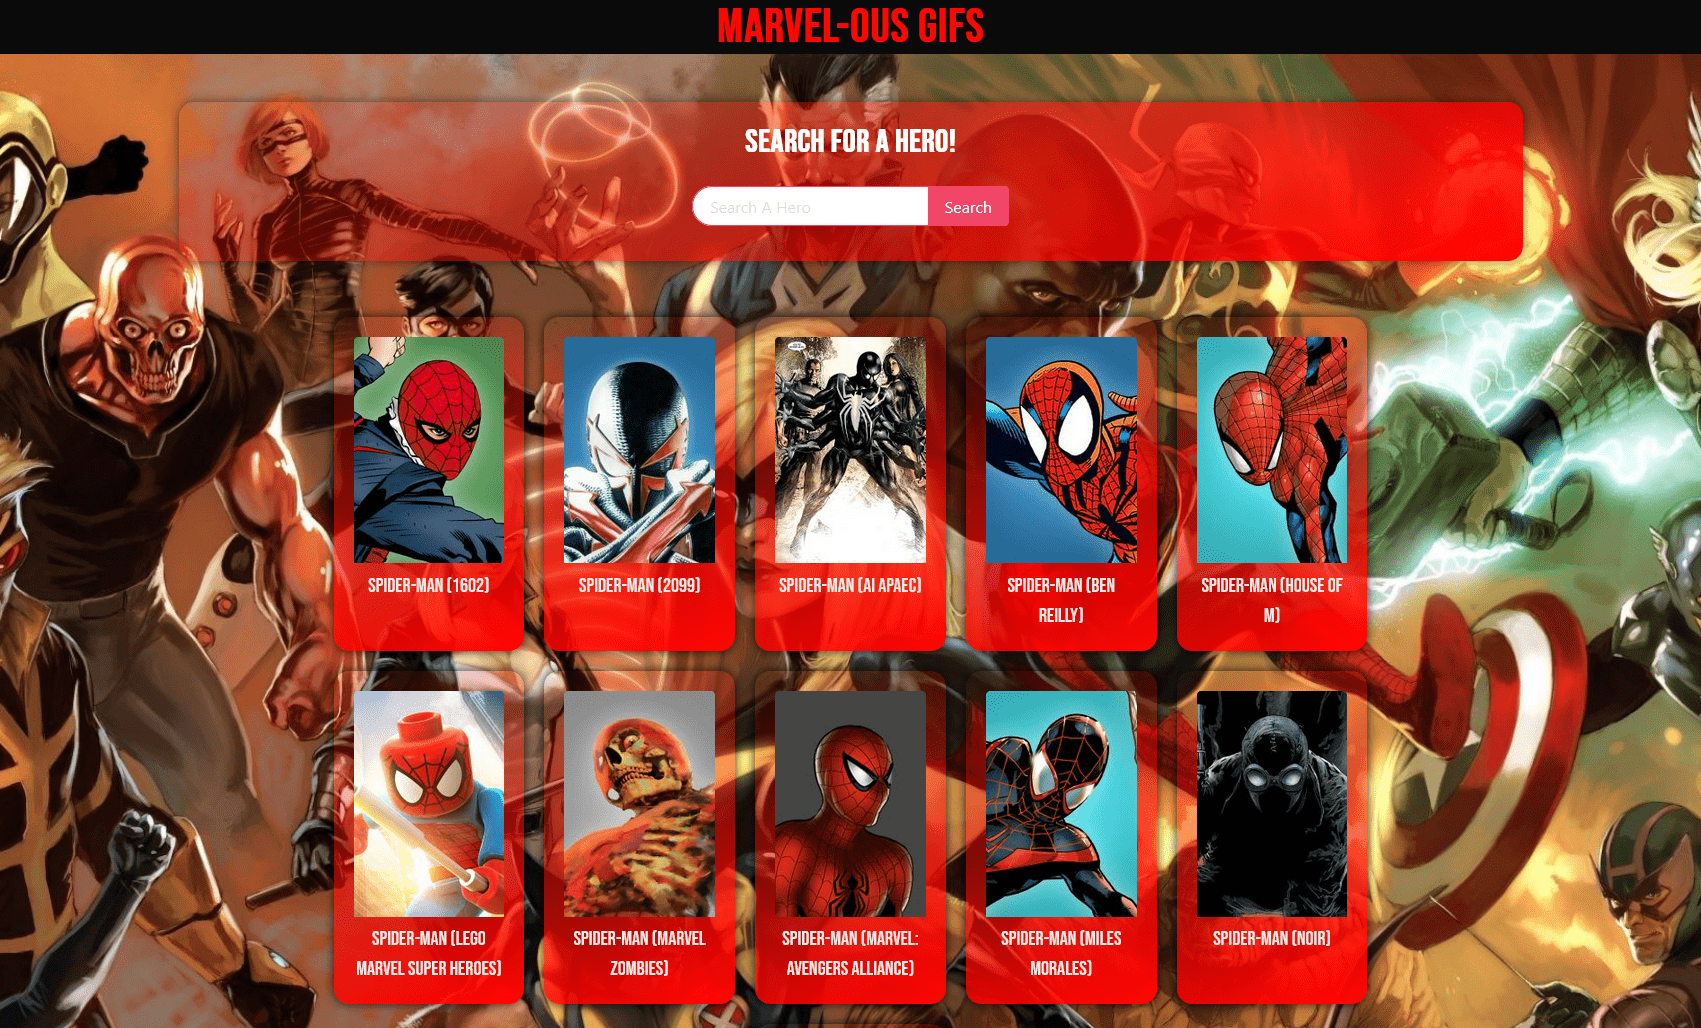 MARVEL-OUS GIFS
SEARCH FOR A HERO!
Search A Hero
Search
SPIDER-MAN (1602)
SPIDER-MAN (2099)
SPIDER-MAN (AI APAEC)
SPIDER-MAN (BEN
REILLY)
SPIDER-MAN (HOUSE OF
M)
SPIDER-MAN (LEGO
MARVEL SUPER HEROES)
SPIDER-MAN (MARVEL
ZOMBIES)
SPIDER-MAN (MARVEL:
AVENGERS ALLIANCE)
SPIDER-MAN (MILES
MORALES)
SPIDER-MAN (NOIR)